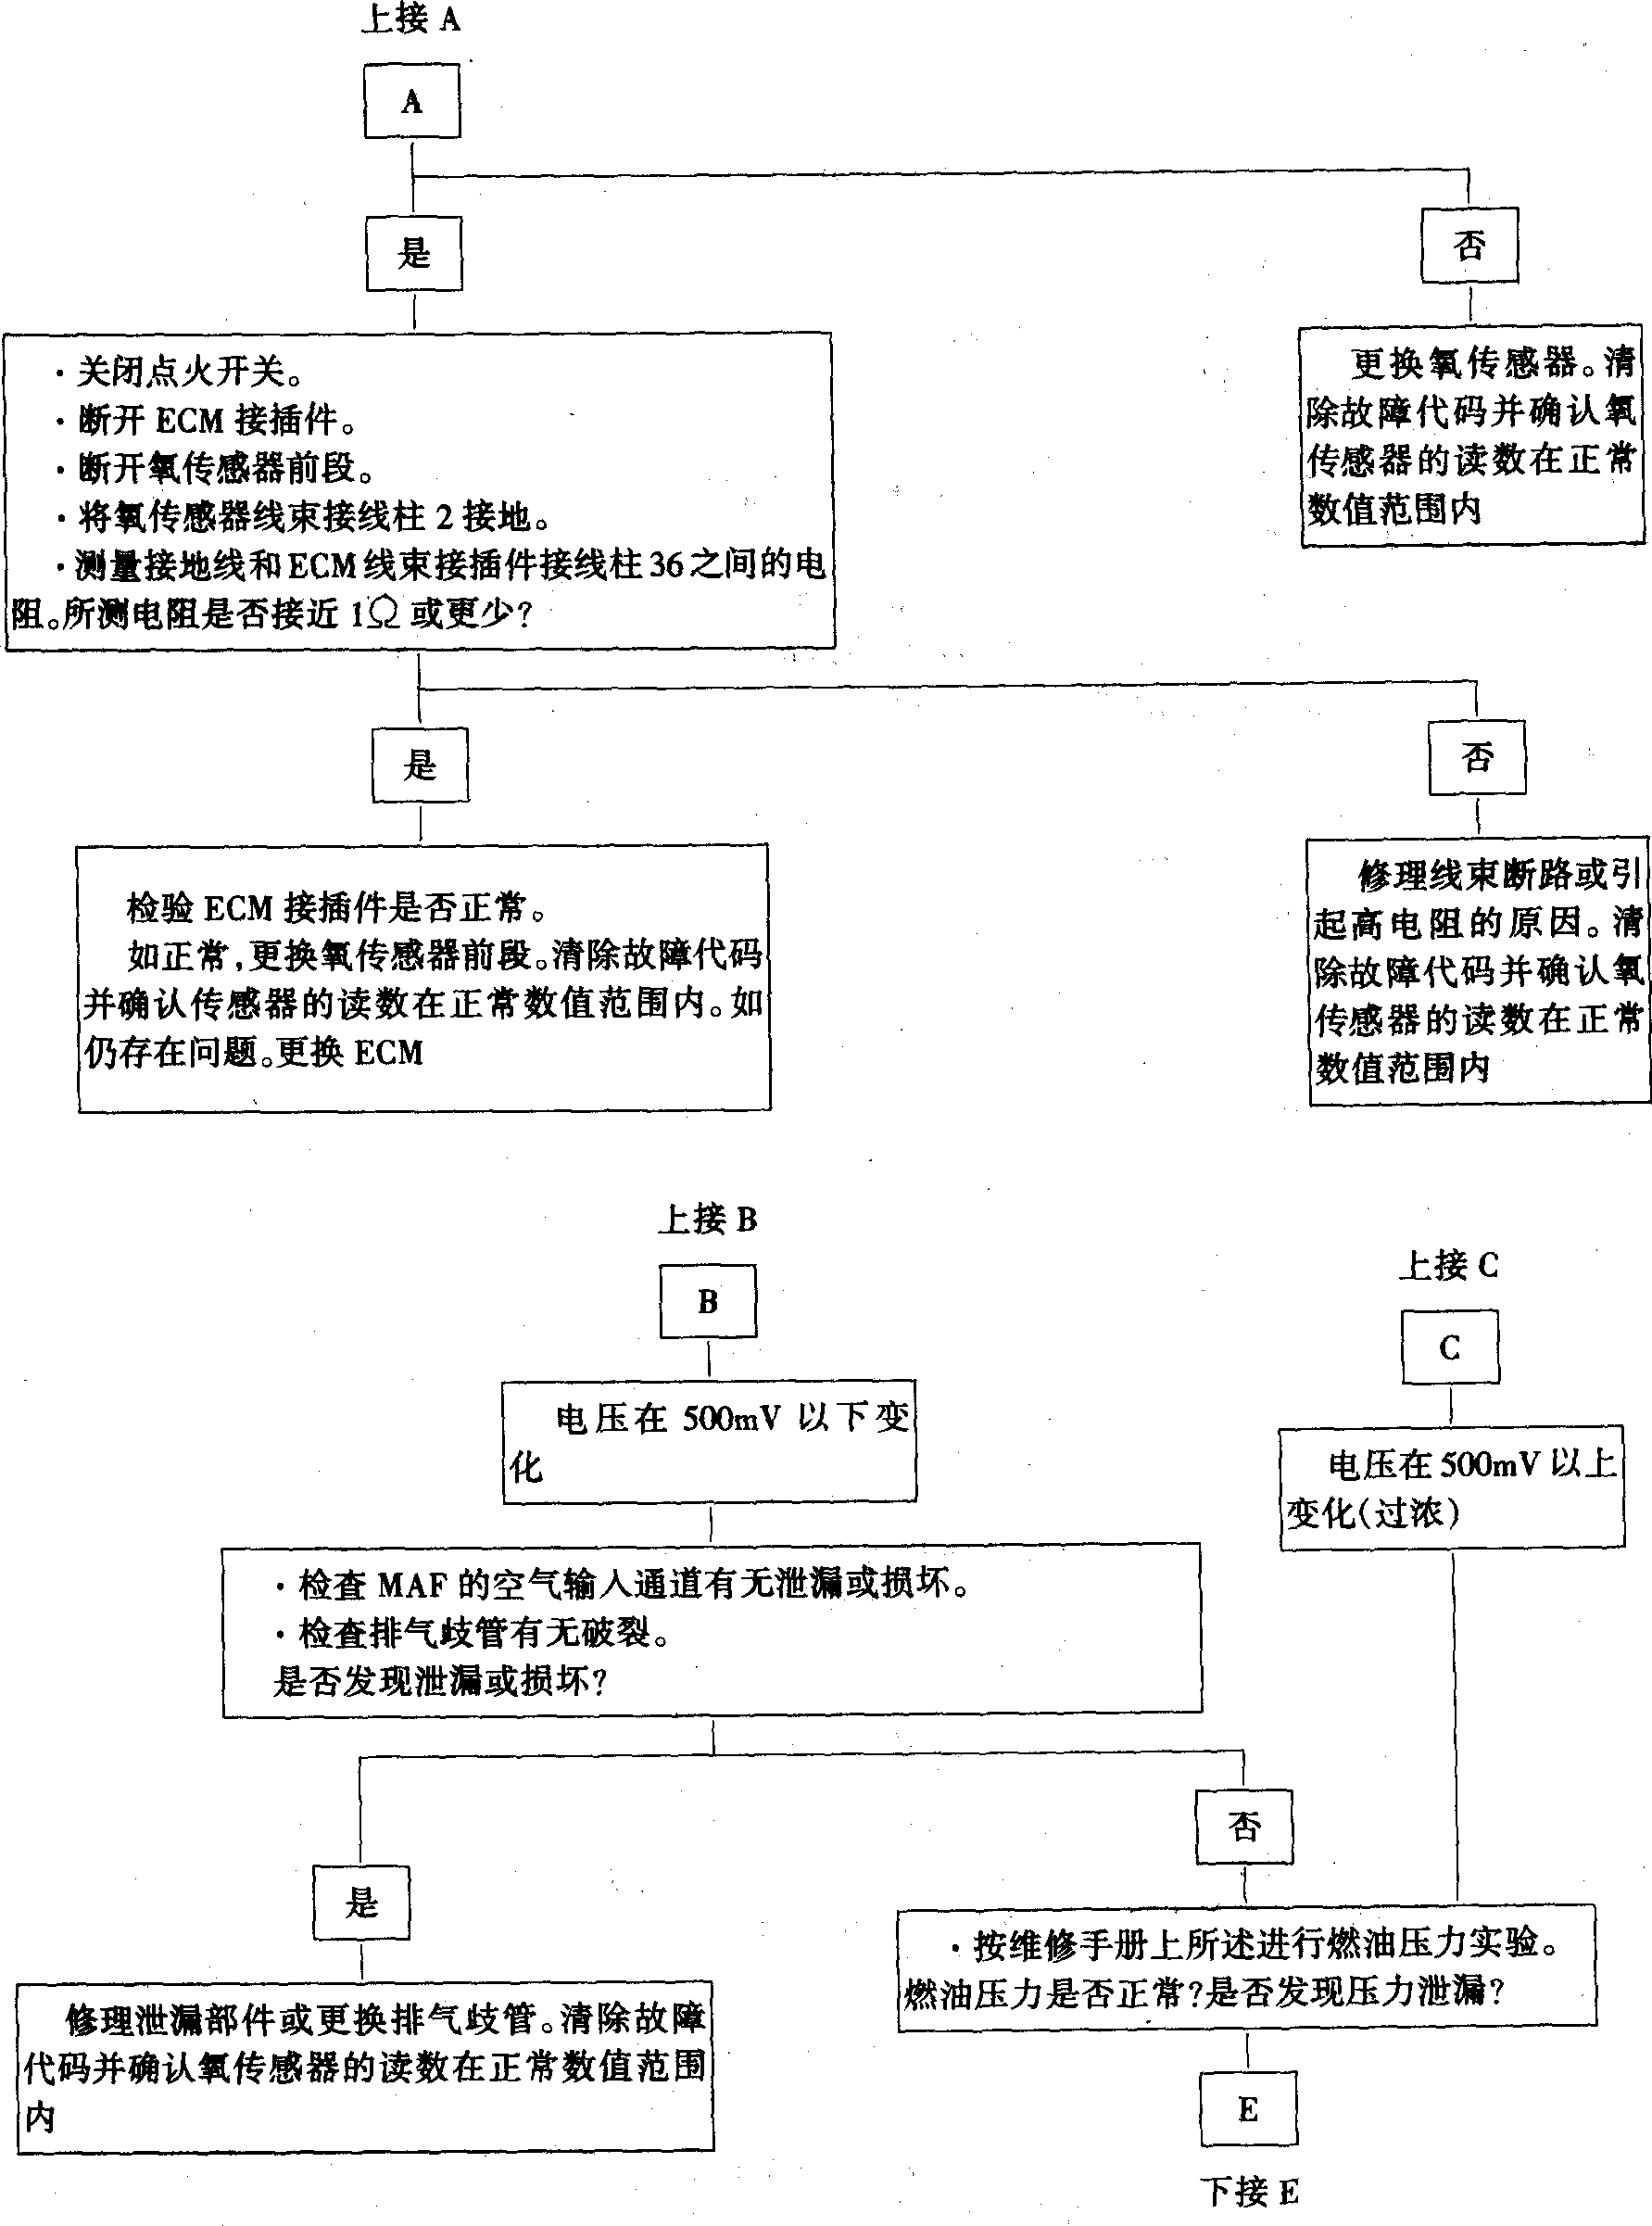 上接 A
A
是
否
·关闭点火开关。
·断开 ECM 接插件。
·断开氧传感器前段。
·将氧传感器线束接线柱 2 接地。
·测量接地线和 ECM 线束接插件接线柱 36 之间的电
阻。所测电阻是否接近 1Ω 或更少?
更换氧传感器。清
除故障代码并确认氧
传感器的读数在正常
数值范围内
是
否
检验 ECM 接插件是否正常。
如正常,更换氧传感器前段。清除故障代码
并确认传感器的读数在正常数值范围内。如
仍存在问题。更换 ECM
修理线束断路或引
起高电阻的原因。清
除故障代码并确认氧
传感器的读数在正常
数值范围内
上接 B
B
电压在 500mV 以下变
化
上接 C
C
电压在 500mV 以上
变化(过浓)
·检查 MAF 的空气输入通道有无泄漏或损坏。
·检查排气歧管有无破裂。
是否发现泄漏或损坏?
是
否
修理泄漏部件或更换排气歧管。清除故障
代码并确认氧传感器的读数在正常数值范围
内
·按维修手册上所述进行燃油压力实验。
燃油压力是否正常?是否发现压力泄漏?
E
下接 E